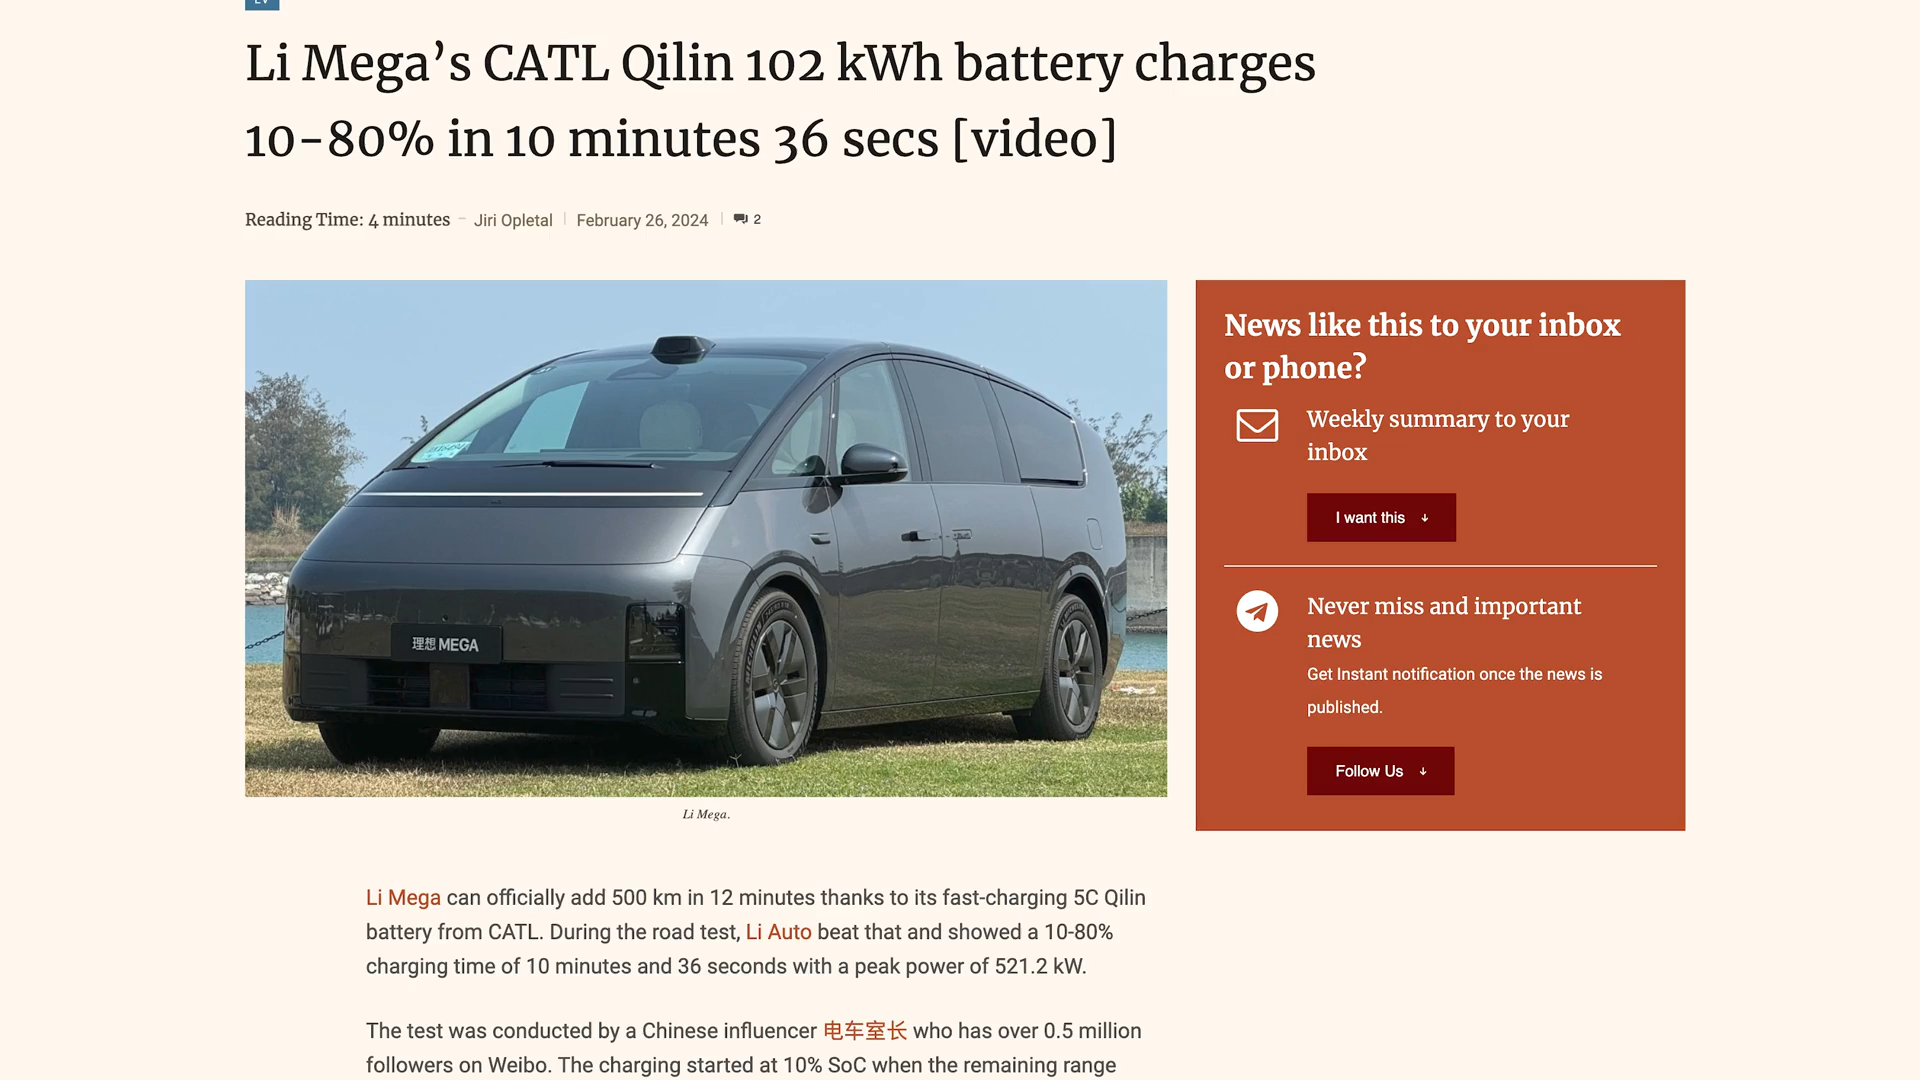 EV
Li Mega’s CATL Qilin 102 kWh battery charges
10-80% in 10 minutes 36 secs [video]
Reading Time: 4 minutes – Jiri Opletal | February 26, 2024 | 2
理想 MEGA
Li Mega.
News like this to your inbox
or phone?
Weekly summary to your
inbox
I want this ↓
Never miss and important
news
Get Instant notification once the news is
published.
Follow Us ↓
Li Mega can officially add 500 km in 12 minutes thanks to its fast-charging 5C Qilin
battery from CATL. During the road test, Li Auto beat that and showed a 10-80%
charging time of 10 minutes and 36 seconds with a peak power of 521.2 kW.
The test was conducted by a Chinese influencer 电车室长 who has over 0.5 million
followers on Weibo. The charging started at 10% SoC when the remaining range